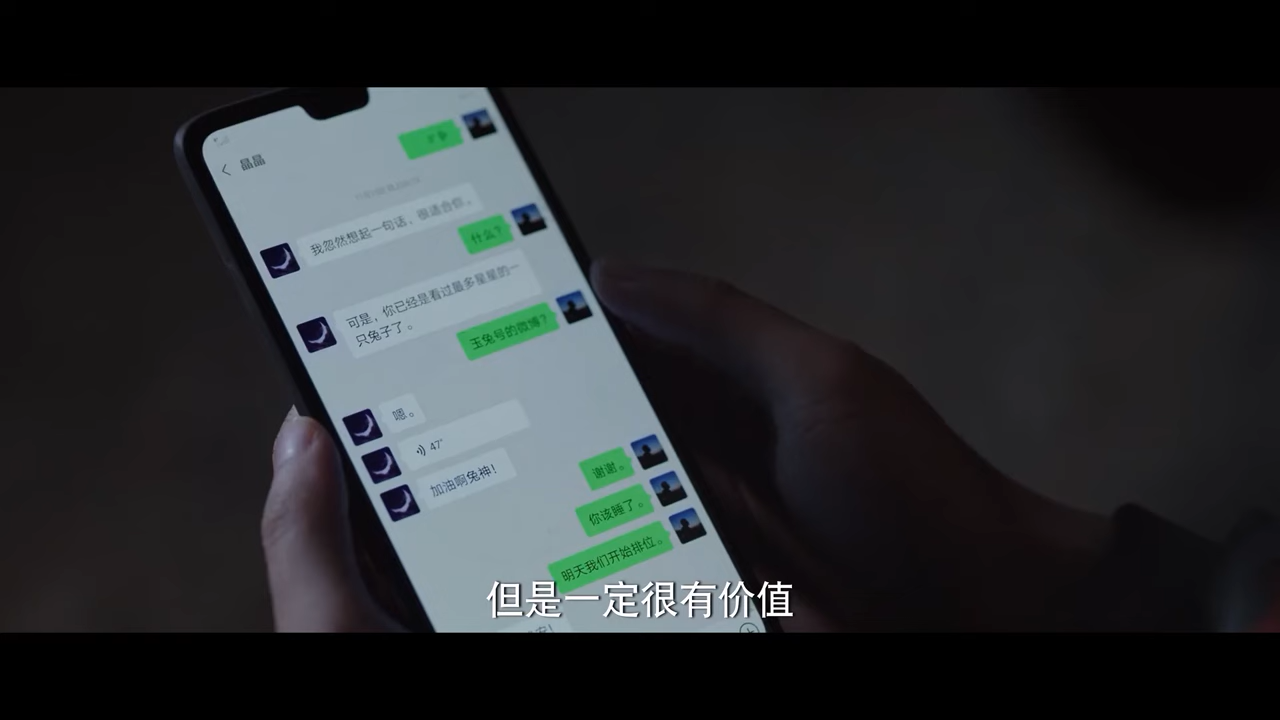 晶晶
我忽然想起一句话，很适合你。
什么？
可是，你已经是看过最多星星的一
只兔子了。
玉兔号的微博？
嗯。
47"
加油啊兔神！
谢谢。
你该睡了。
明天我们开始排位。
但是一定很有价值